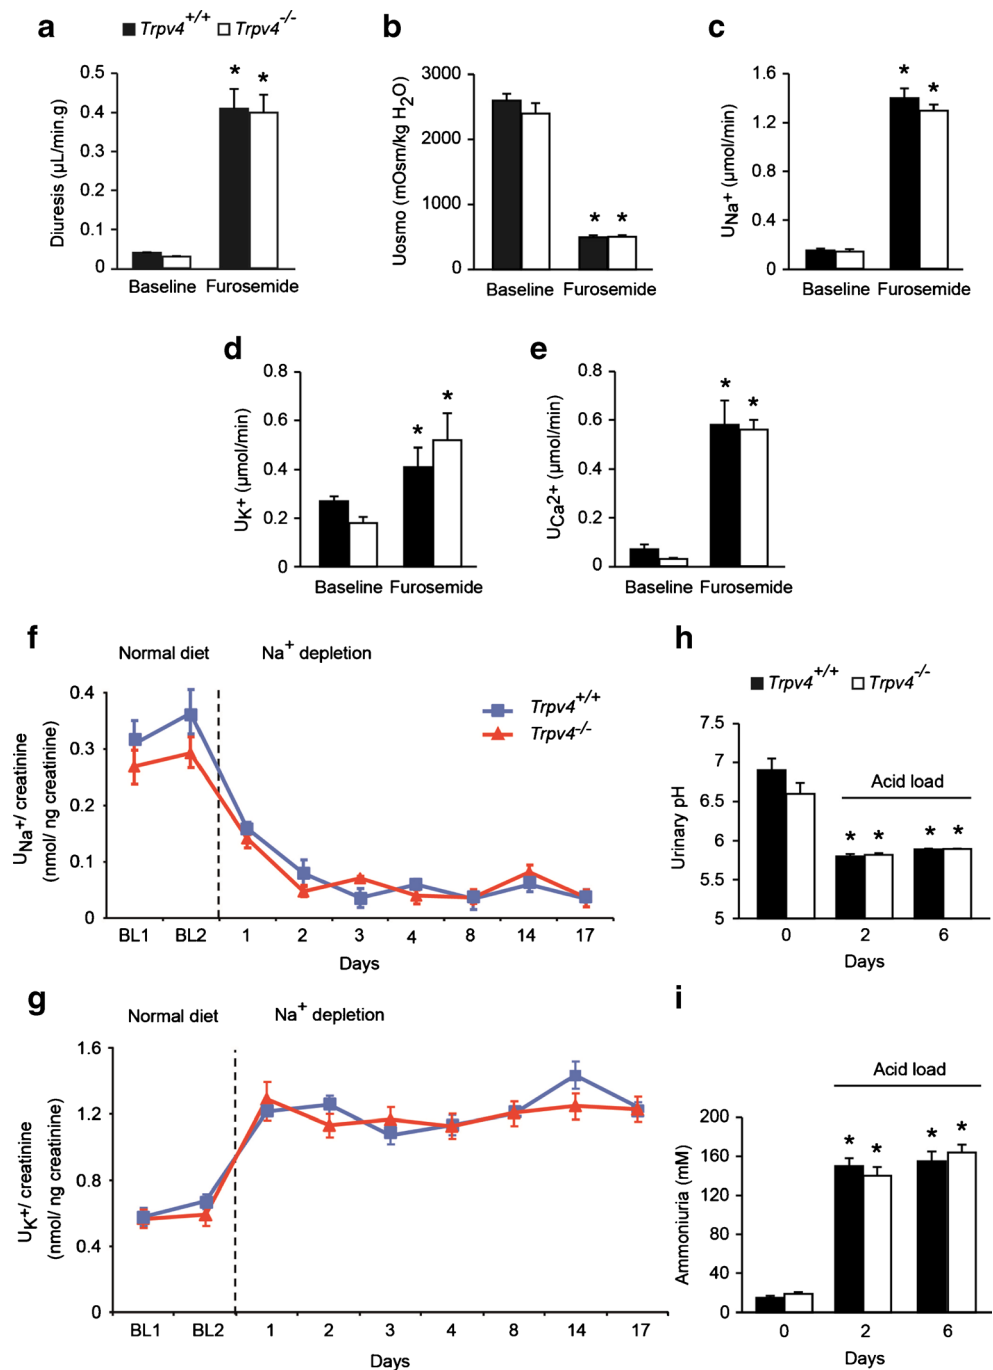 a
Trpv4+/+ Trpv4-/-
Diuresis (µL/min.g)
0.5
0.4
0.3
0.2
0.1
0
Baseline Furosemide
*
*
b
Uosmo (mOsm/kg H2O)
3000
2000
1000
0
Baseline Furosemide
* *
c
UNa+ (µmol/min)
1.6
1.2
0.8
0.4
0
Baseline Furosemide
*
*
d
UK+ (µmol/min)
0.8
0.6
0.4
0.2
0
Baseline Furosemide
*
*
e
UCa2+ (µmol/min)
0.8
0.6
0.4
0.2
0
Baseline Furosemide
*
*
f
Normal diet Na+ depletion
UNa+/ creatinine
(nmol/ ng creatinine)
0.4
0.3
0.2
0.1
0
Trpv4+/+
Trpv4-/-
BL1 BL2 1 2 3 4 8 14 17
Days
h
Trpv4+/+ Trpv4-/-
Urinary pH
7.5
7
6.5
6
5.5
5
Acid load
* * * *
0 2 6
Days
g
Normal diet Na+ depletion
UK+/ creatinine
(nmol/ ng creatinine)
1.6
1.2
0.8
0.4
0
BL1 BL2 1 2 3 4 8 14 17
Days
i
Acid load
Ammoniuria (mM)
200
160
120
80
40
0
* * * *
0 2 6
Days